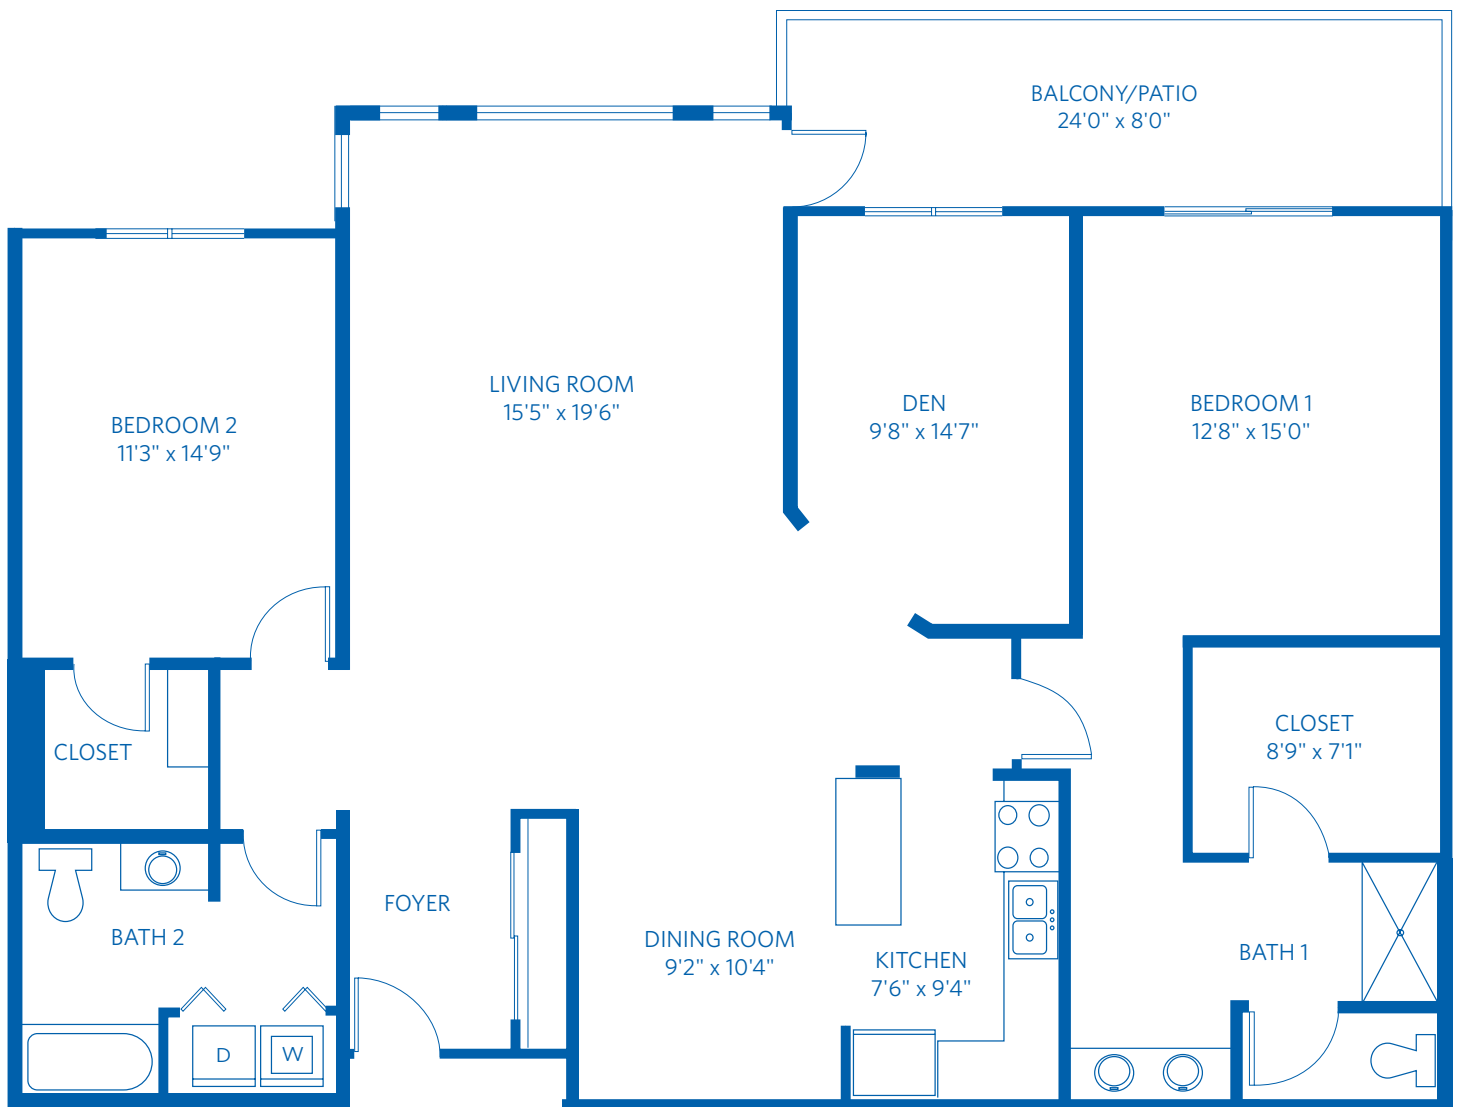 BALCONY/PATIO
24'0" x 8'0"
LIVING ROOM
15'5" x 19'6"
DEN
9'8" x 14'7"
BEDROOM 1
12'8" x 15'0"
BEDROOM 2
11'3" x 14'9"
CLOSET
8'9" x 7'1"
CLOSET
FOYER
BATH 2
DINING ROOM
9'2" x 10'4"
KITCHEN
7'6" x 9'4"
BATH 1
D
W